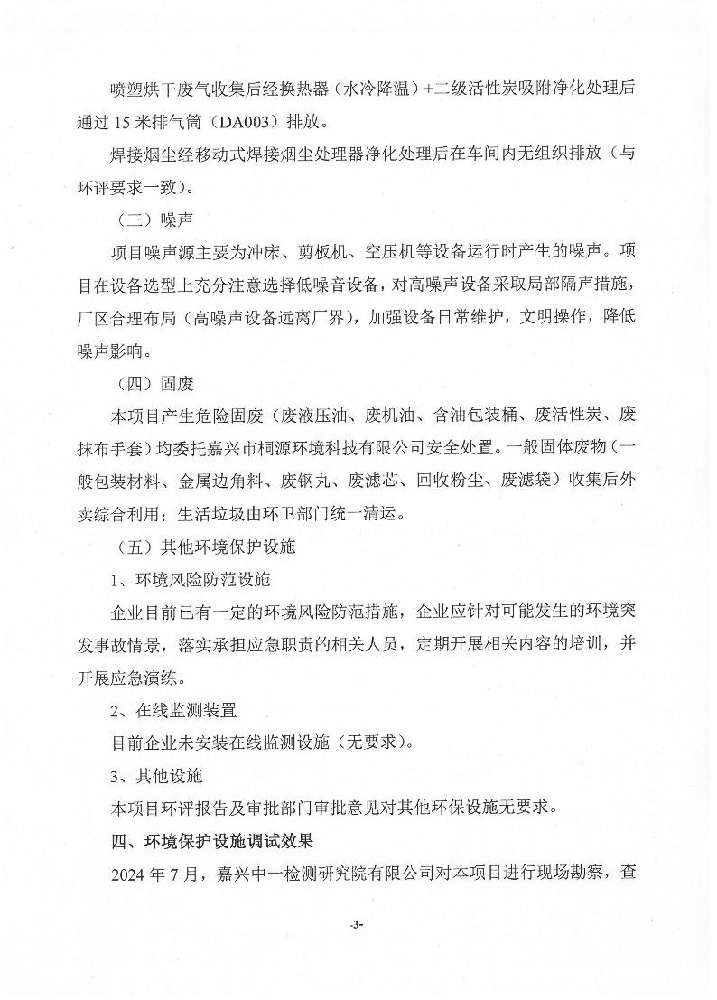 喷塑烘干废气收集后经换热器（水冷降温）+二级活性炭吸附净化处理后
通过 15 米排气筒（DA003）排放。
焊接烟尘经移动式焊接烟尘处理器净化处理后在车间内无组织排放（与
环评要求一致）。
（三）噪声
项目噪声源主要为冲床、剪板机、空压机等设备运行时产生的噪声。项
目在设备选型上充分注意选择低噪音设备，对高噪声设备采取局部隔声措施，
厂区合理布局（高噪声设备远离厂界），加强设备日常维护，文明操作，降低
噪声影响。
（四）固废
本项目产生危险固废（废液压油、废机油、含油包装桶、废活性炭、废
抹布手套）均委托嘉兴市桐源环境科技有限公司安全处置。一般固体废物（一
般包装材料、金属边角料、废钢丸、废滤芯、回收粉尘、废滤袋）收集后外
卖综合利用；生活垃圾由环卫部门统一清运。
（五）其他环境保护设施
1、环境风险防范设施
企业目前已有一定的环境风险防范措施，企业应针对可能发生的环境突
发事故情景，落实承担应急职责的相关人员，定期开展相关内容的培训，并
开展应急演练。
2、在线监测装置
目前企业未安装在线监测设施（无要求）。
3、其他设施
本项目环评报告及审批部门审批意见对其他环保设施无要求。
四、环境保护设施调试效果
2024 年 7 月，嘉兴中一检测研究院有限公司对本项目进行现场勘察，查
-3-